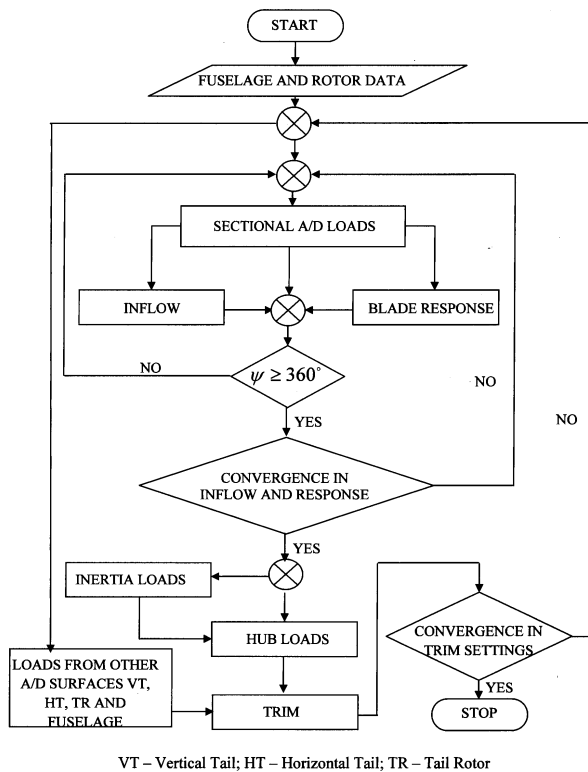 START
FUSELAGE AND ROTOR DATA
SECTIONAL A/D LOADS
INFLOW
BLADE RESPONSE
NO
ψ ≥ 360°
NO
YES
NO
CONVERGENCE IN
INFLOW AND RESPONSE
YES
INERTIA LOADS
HUB LOADS
CONVERGENCE IN
TRIM SETTINGS
LOADS FROM OTHER
A/D SURFACES VT,
HT, TR AND
FUSELAGE
TRIM
YES
STOP
VT – Vertical Tail; HT – Horizontal Tail; TR – Tail Rotor